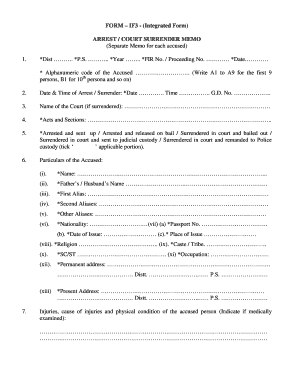 FORM – IF3 - (Integrated Form)
ARREST / COURT SURRENDER MEMO
(Separate Memo for each accused)
1. *Dist ................ *P.S. ............... *Year ....... *FIR No. / Proceeding No. .............. *Date............
* Alphanumeric code of the Accused ........................... (Write A1 to A9 for the first 9
persons, B1 for 10th person and so on)
2. Date & Time of Arrest / Surrender: *Date ............. Time ................. G.D. No. .....................
3. Name of the Court (if surrendered): ........................................................
4. *Acts and Sections: ........................................................
5. *Arrested and sent up / Arrested and released on bail / Surrendered in court and bailed out /
Surrendered in court and sent to judicial custody / Surrendered in court and remanded to Police
custody (tick ‘ ’ applicable portion).
6. Particulars of the Accused:
(i). *Name: ........................................................
(ii). *Father’s / Husband’s Name ........................................................
(iii). *First Alias: ........................................................
(iv). *Second Aliases: ........................................................
(v). *Other Aliases: ........................................................
(vi). *Nationality: ..............................(vii) (a) *Passport No. ..............................
(b). *Date of Issue: .................... (c). *Place of Issue: ..............................
(viii). *Religion .............................. (ix). *Caste / Tribe. ..............................
(x). *SC/ST .............................. (xi) *Occupation: ..............................
(xii). *Permanent address: ........................................................
.............................. Distt. .............................. P.S. ....................
(xiii) *Present Address: ........................................................
.............................. Distt. .............................. P.S. ....................
7. Injuries, cause of injuries and physical condition of the accused person (Indicate if medically
examined):
........................................................
........................................................